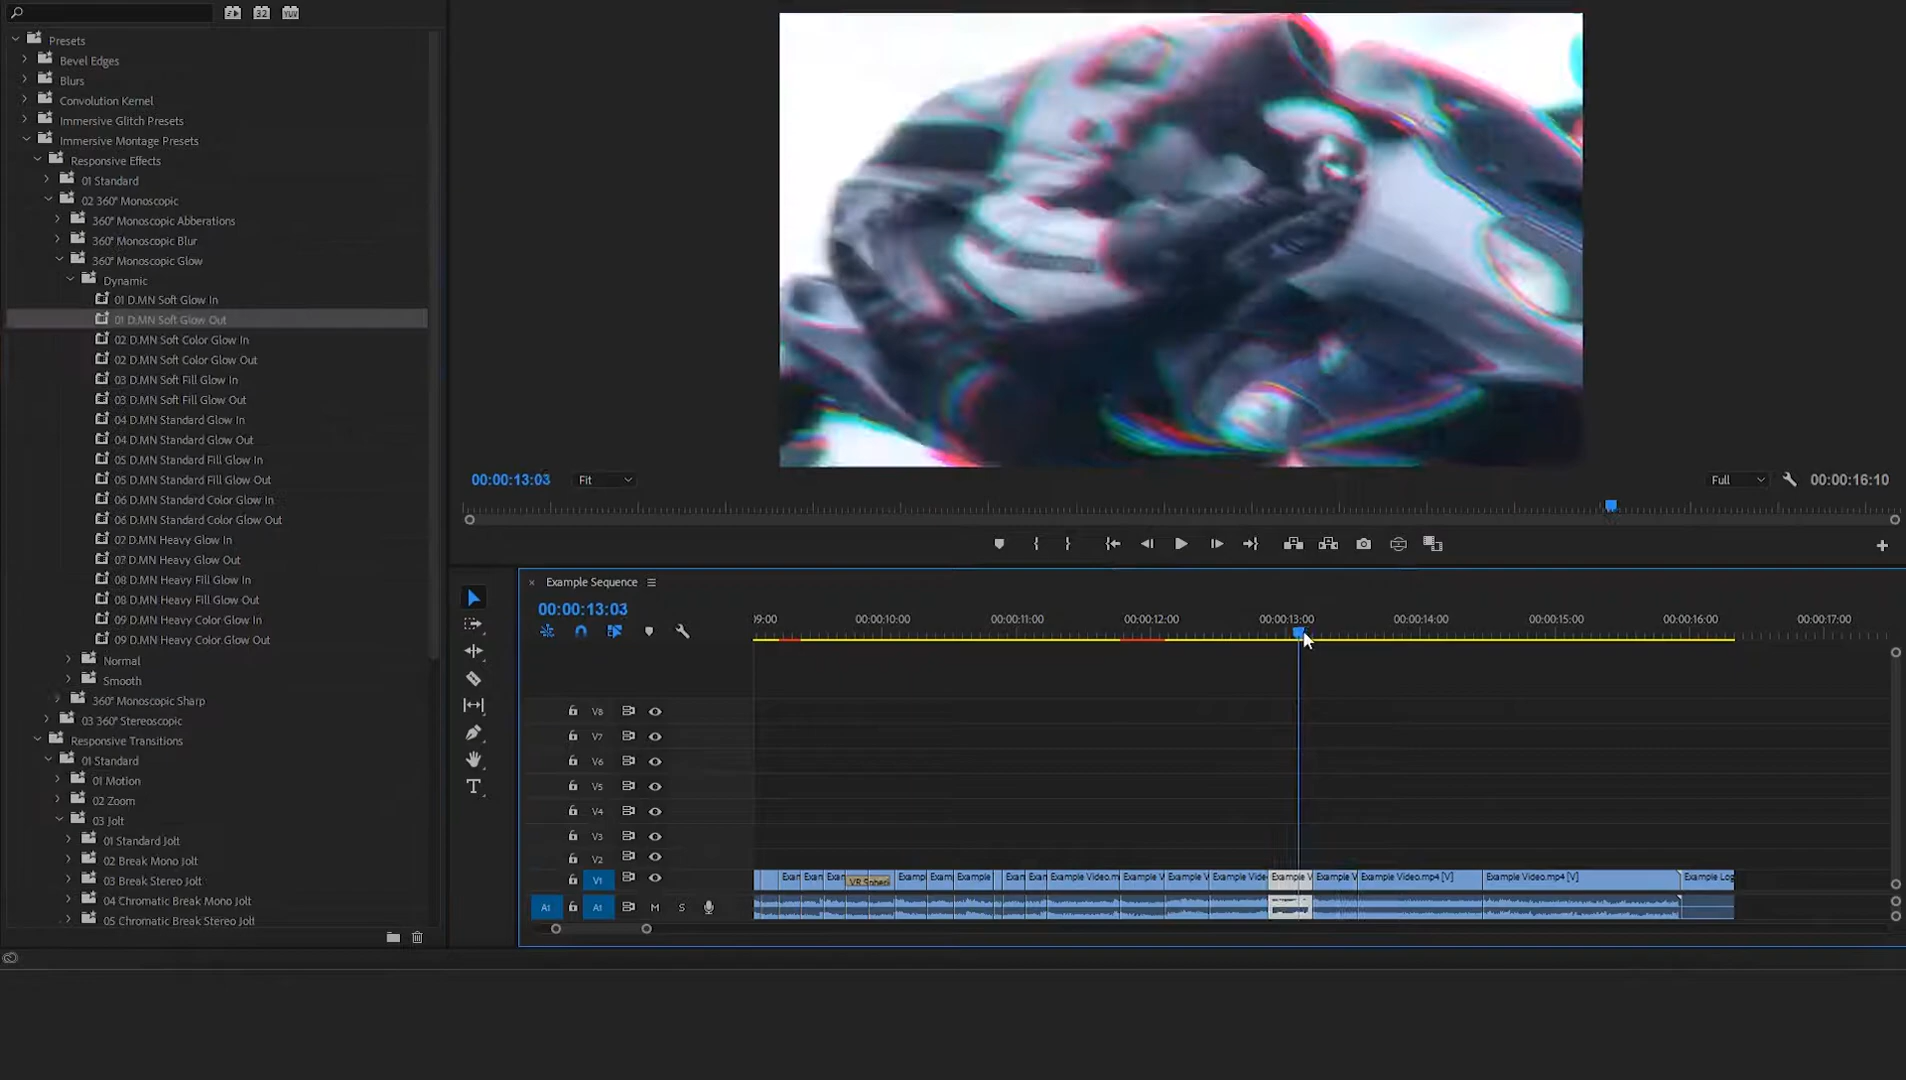 Presets
Bevel Edges
Blurs
Convolution Kernel
Immersive Glitch Presets
Immersive Montage Presets
Responsive Effects
01 Standard
02 360° Monoscopic
360° Monoscopic Abberations
360° Monoscopic Blur
360° Monoscopic Glow
Dynamic
01 D.MN Soft Glow In
01 D.MN Soft Glow Out
02 D.MN Soft Color Glow In
02 D.MN Soft Color Glow Out
03 D.MN Soft Fill Glow In
03 D.MN Soft Fill Glow Out
04 D.MN Standard Glow In
04 D.MN Standard Glow Out
05 D.MN Standard Fill Glow In
05 D.MN Standard Fill Glow Out
06 D.MN Standard Color Glow In
06 D.MN Standard Color Glow Out
07 D.MN Heavy Glow In
07 D.MN Heavy Glow Out
08 D.MN Heavy Fill Glow In
08 D.MN Heavy Fill Glow Out
09 D.MN Heavy Color Glow In
09 D.MN Heavy Color Glow Out
Normal
Smooth
360° Monoscopic Sharp
03 360° Stereoscopic
Responsive Transitions
01 Standard
01 Motion
02 Zoom
03 Jolt
01 Standard Jolt
02 Break Mono Jolt
03 Break Stereo Jolt
04 Chromatic Break Mono Jolt
05 Chromatic Break Stereo Jolt
32 YUV
00:00:13:03 Fit Full 00:00:16:10
× Example Sequence
00:00:13:03
09:00 00:00:10:00 00:00:11:00 00:00:12:00 00:00:13:00 00:00:14:00 00:00:15:00 00:00:16:00 00:00:17:00
V8
V7
V6
V5
V4
V3
V2
V1 Exan Exan Exan VR Spheri Examp Exam Example Exam Exan Example Video.m Example V Example V Example Vide Example V Example V Example Video.mp4 [V] Example Video.mp4 [V] Example Log
A1 A1 M S